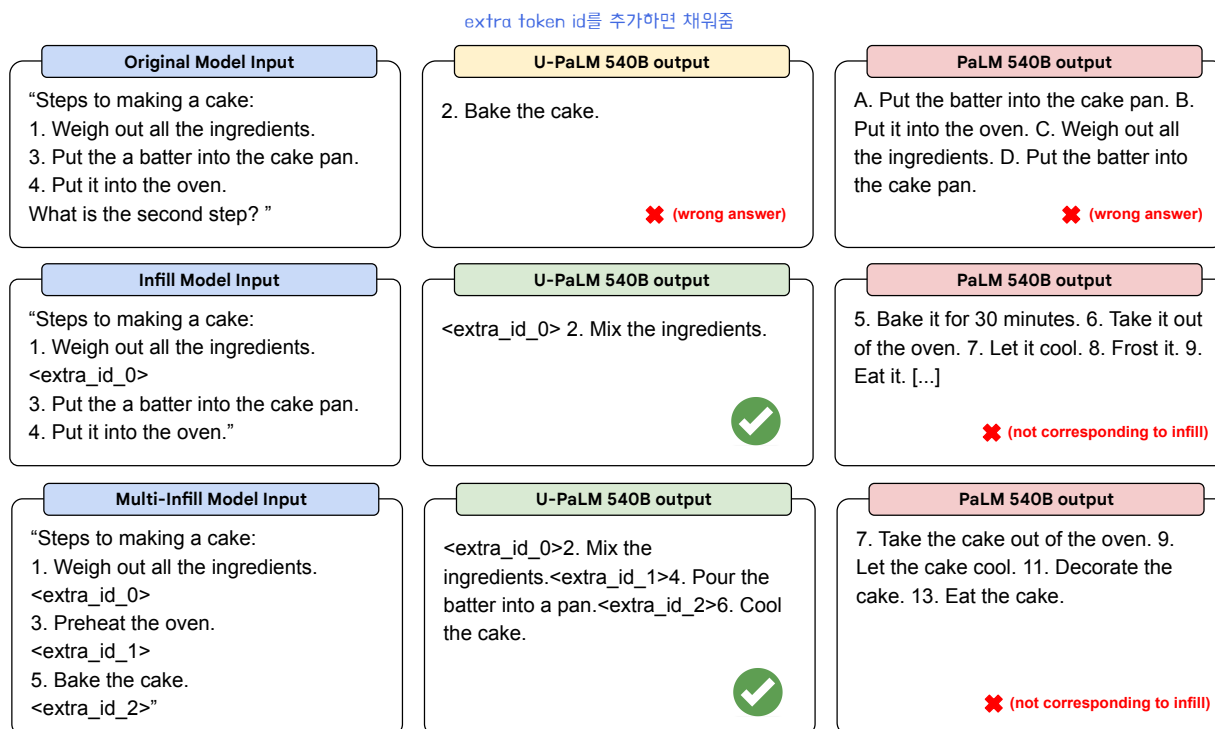 extra token id를 추가하면 채워줌
Original Model Input
“Steps to making a cake:
1. Weigh out all the ingredients.
3. Put the a batter into the cake pan.
4. Put it into the oven.
What is the second step? ”
U-PaLM 540B output
2. Bake the cake.
(wrong answer)
PaLM 540B output
A. Put the batter into the cake pan. B.
Put it into the oven. C. Weigh out all
the ingredients. D. Put the batter into
the cake pan.
(wrong answer)
Infill Model Input
“Steps to making a cake:
1. Weigh out all the ingredients.
<extra_id_0>
3. Put the a batter into the cake pan.
4. Put it into the oven.”
U-PaLM 540B output
<extra_id_0> 2. Mix the ingredients.
PaLM 540B output
5. Bake it for 30 minutes. 6. Take it out
of the oven. 7. Let it cool. 8. Frost it. 9.
Eat it. [...]
(not corresponding to infill)
Multi-Infill Model Input
“Steps to making a cake:
1. Weigh out all the ingredients.
<extra_id_0>
3. Preheat the oven.
<extra_id_1>
5. Bake the cake.
<extra_id_2>”
U-PaLM 540B output
<extra_id_0>2. Mix the
ingredients.<extra_id_1>4. Pour the
batter into a pan.<extra_id_2>6. Cool
the cake.
PaLM 540B output
7. Take the cake out of the oven. 9.
Let the cake cool. 11. Decorate the
cake. 13. Eat the cake.
(not corresponding to infill)